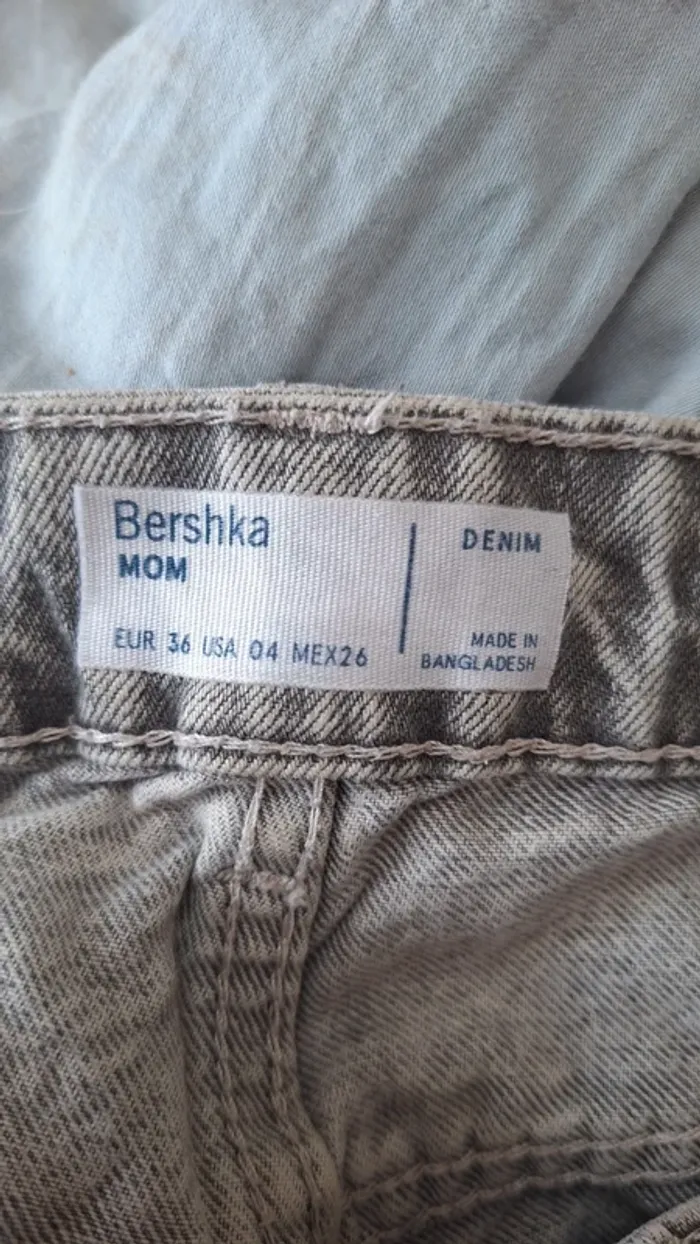 Bershka
MOM
EUR 36 USA 04 MEX26
DENIM
MADE IN
BANGLADESH